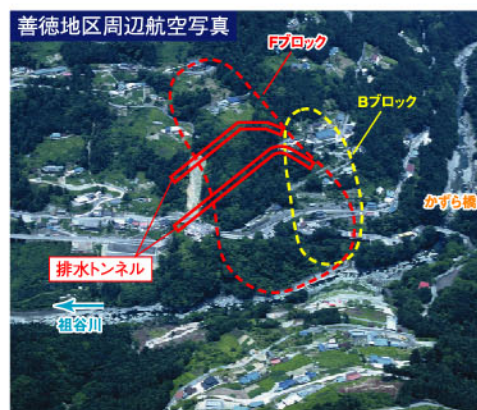 善徳地区周辺航空写真
Fブロック
Bブロック
かずら橋
排水トンネル
祖谷川